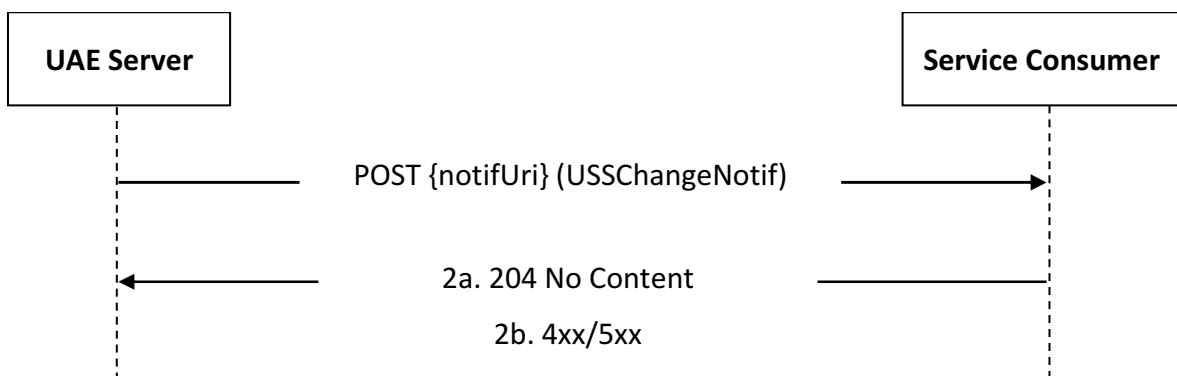 UAE Server
Service Consumer
POST {notifUri} (USSChangeNotif)
2a. 204 No Content
2b. 4xx/5xx